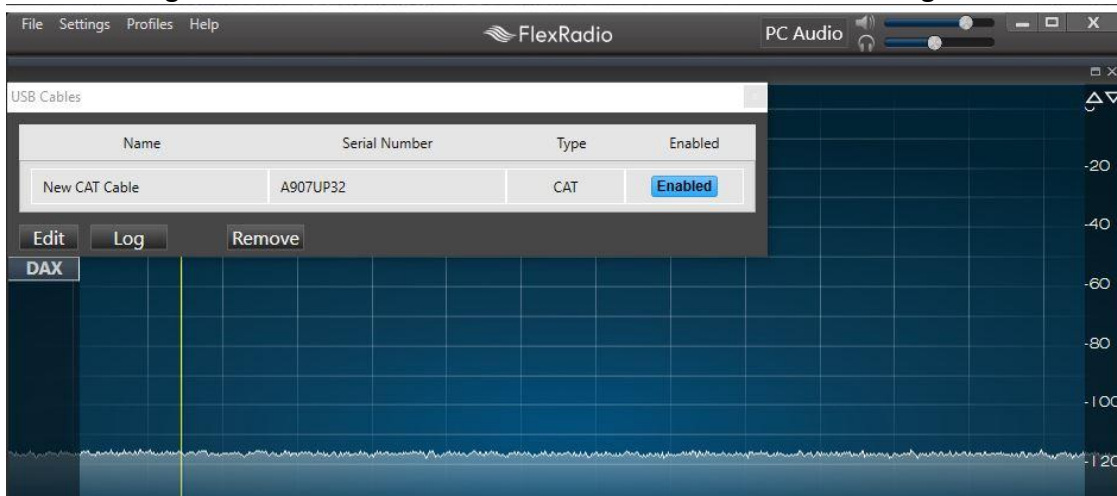 File Settings Profiles Help
FlexRadio
PC Audio
X
USB Cables
Name Serial Number Type Enabled
New CAT Cable A907UP32 CAT Enabled
Edit Log Remove
DAX
-20
-40
-60
-80
-100
-120